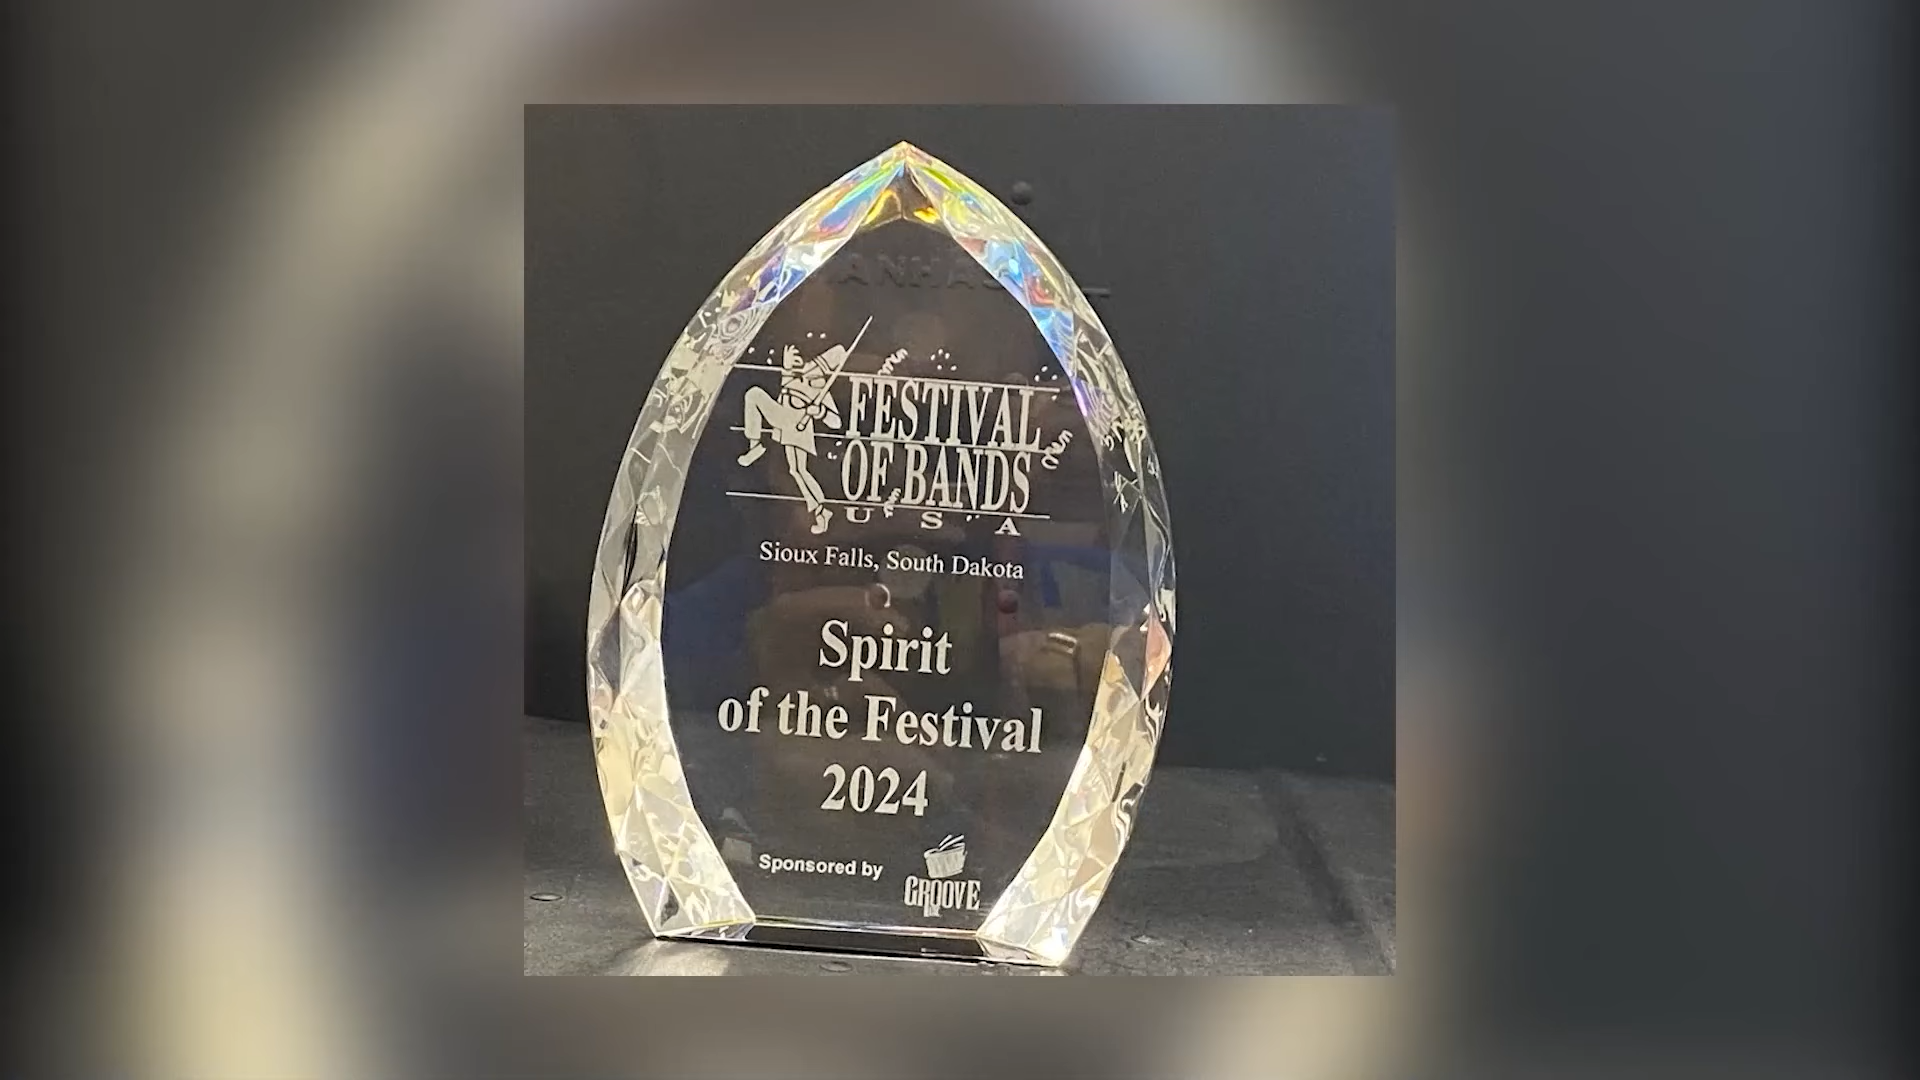 FESTIVAL
OF BANDS
U S A
Sioux Falls, South Dakota
Spirit
of the Festival
2024
Sponsored by
GROOVE